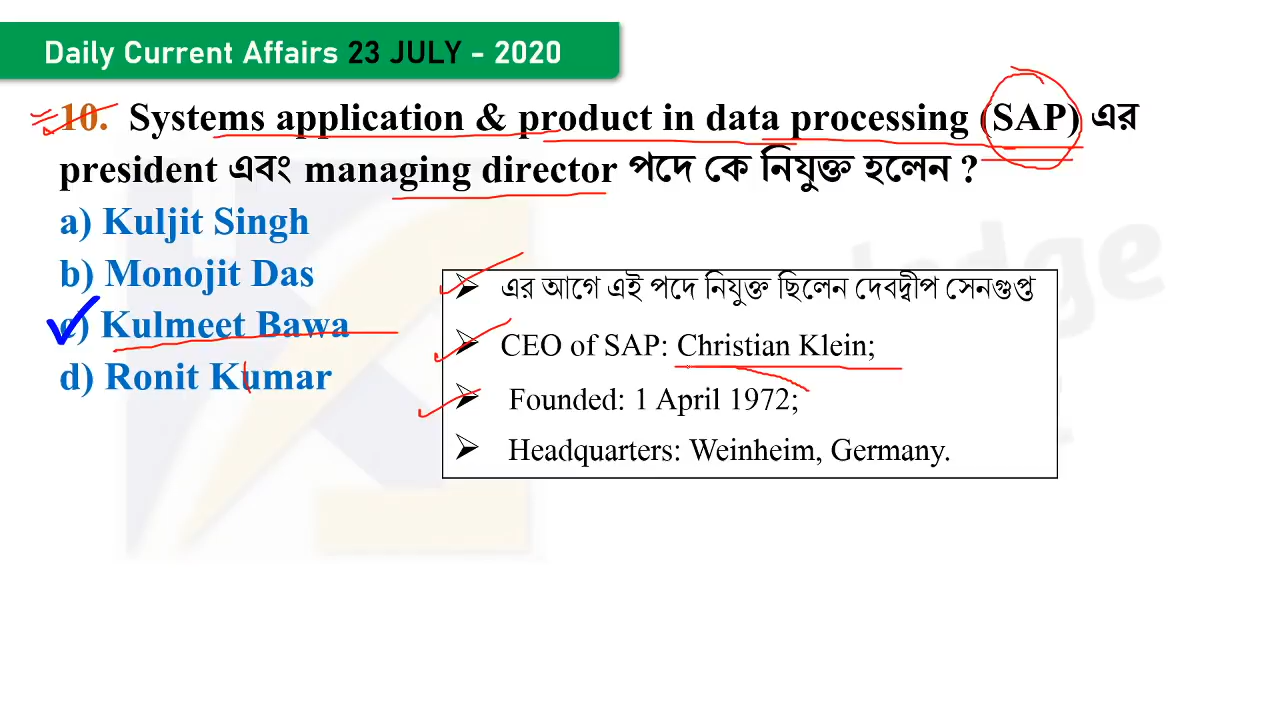 Daily Current Affairs 23 JULY - 2020
10. Systems application & product in data processing (SAP) এর
president এবং managing director পদে কে নিযুক্ত হলেন ?
a) Kuljit Singh
b) Monojit Das
c) Kulmeet Bawa
d) Ronit Kumar
এর আগে এই পদে নিযুক্ত ছিলেন দেবদ্বীপ সেনগুপ্ত
CEO of SAP: Christian Klein;
Founded: 1 April 1972;
Headquarters: Weinheim, Germany.